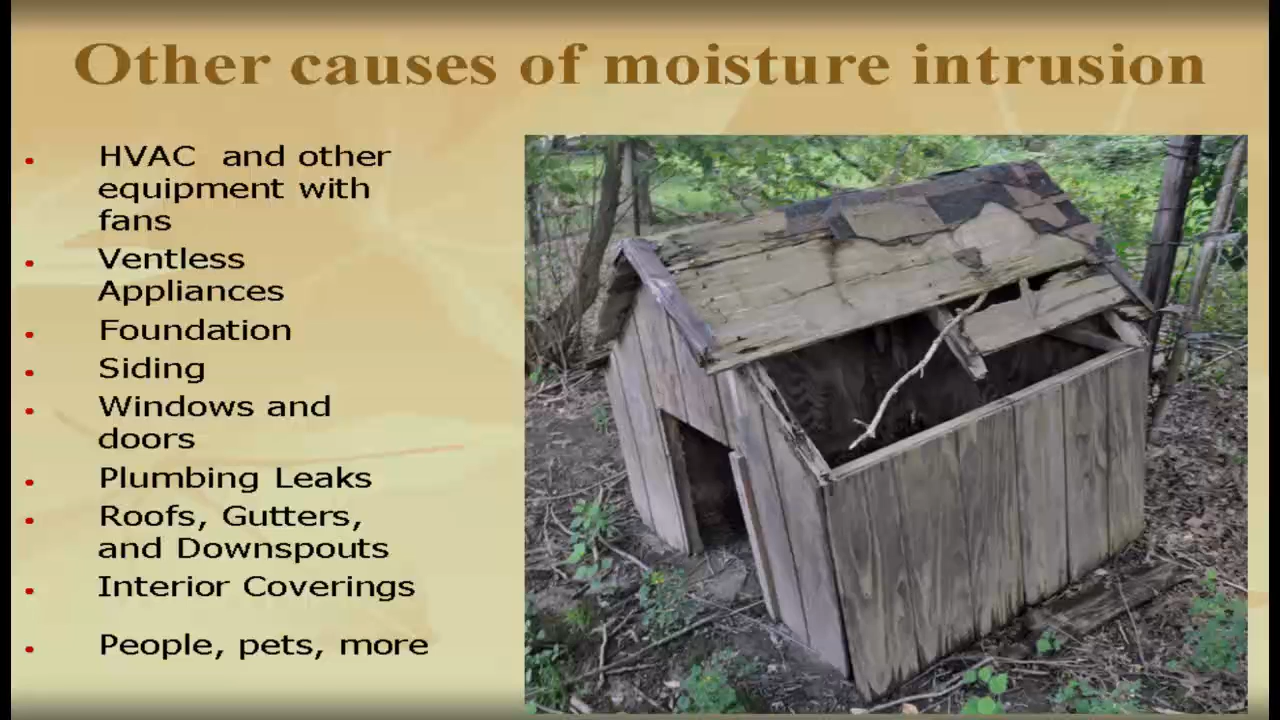 Other causes of moisture intrusion
HVAC and other
equipment with
fans
Ventless
Appliances
Foundation
Siding
Windows and
doors
Plumbing Leaks
Roofs, Gutters,
and Downspouts
Interior Coverings
People, pets, more